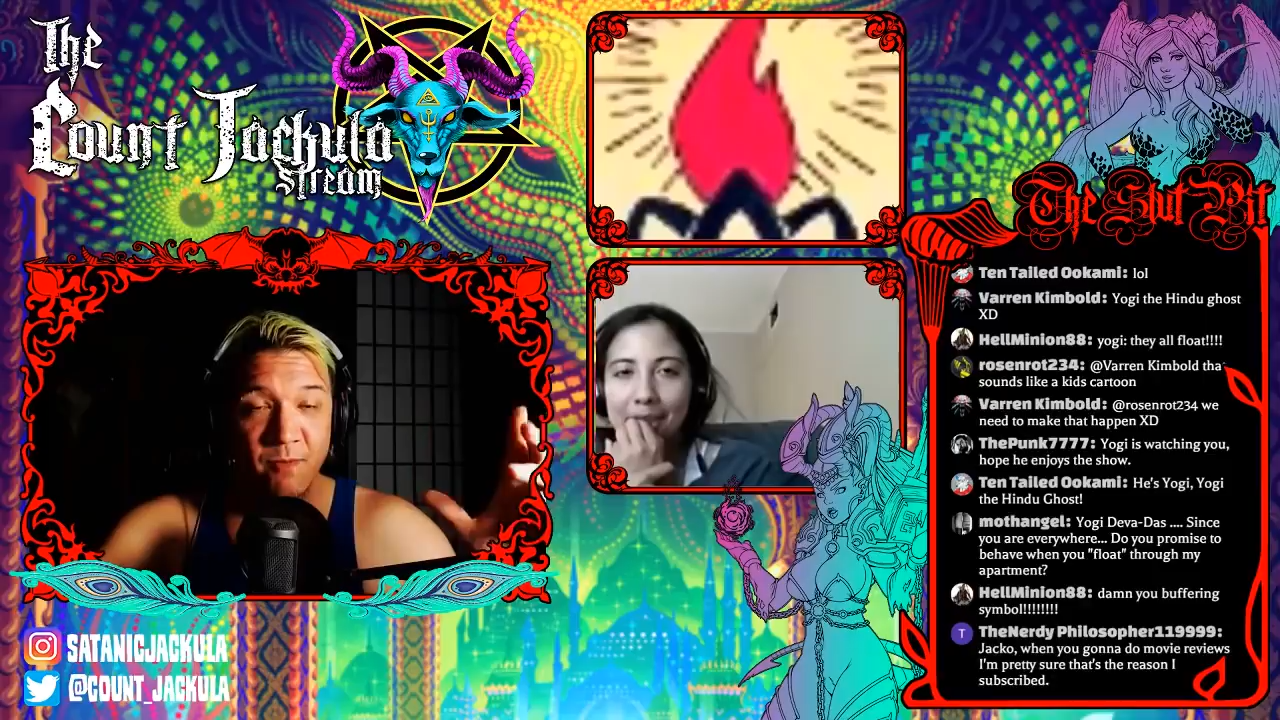 The
Count Jackula
stream
The Slut Pit
Ten Tailed Ookami: lol
Varren Kimbold: Yogi the Hindu ghost
XD
HellMinion88: yogi: they all float!!!!
rosenrot234: @Varren Kimbold tha
sounds like a kids cartoon
Varren Kimbold: @rosenrot234 we
need to make that happen XD
ThePunk7777: Yogi is watching you,
hope he enjoys the show.
Ten Tailed Ookami: He's Yogi, Yogi
the Hindu Ghost!
mothangel: Yogi Deva-Das .... Since
you are everywhere... Do you promise to
behave when you "float" through my
apartment?
HellMinion88: damn you buffering
symbol!!!!!!!!
T
TheNerdy Philosopher119999:
Jacko, when you gonna do movie reviews
I'm pretty sure that's the reason I
subscribed.
SATANICJACKULA
@COUNT_JACKULA